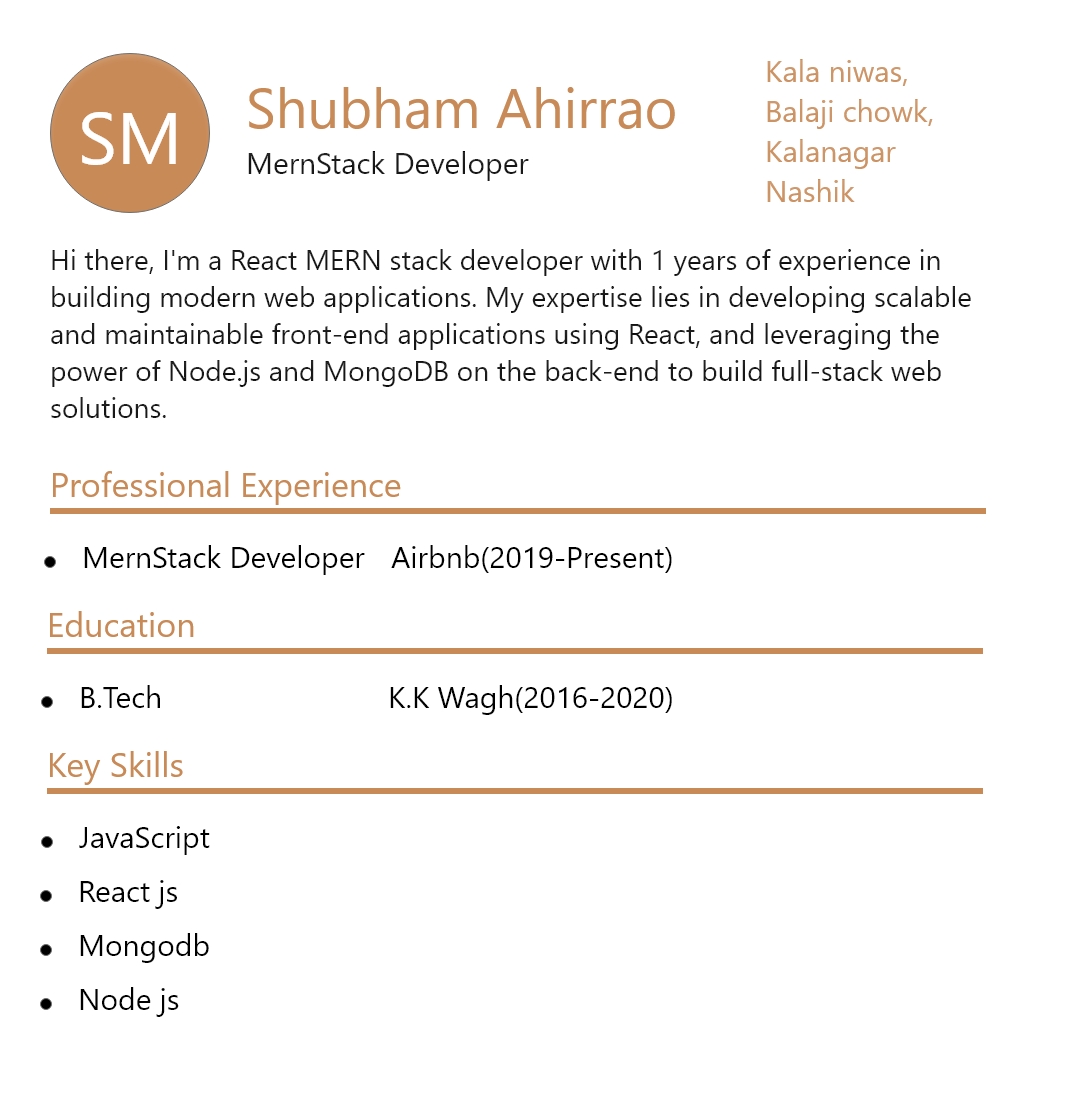 SM
Shubham Ahirrao
MernStack Developer
Kala niwas,
Balaji chowk,
Kalanagar
Nashik
Hi there, I'm a React MERN stack developer with 1 years of experience in
building modern web applications. My expertise lies in developing scalable
and maintainable front-end applications using React, and leveraging the
power of Node.js and MongoDB on the back-end to build full-stack web
solutions.
Professional Experience
MernStack Developer Airbnb(2019-Present)
Education
B.Tech K.K Wagh(2016-2020)
Key Skills
JavaScript
React js
Mongodb
Node js